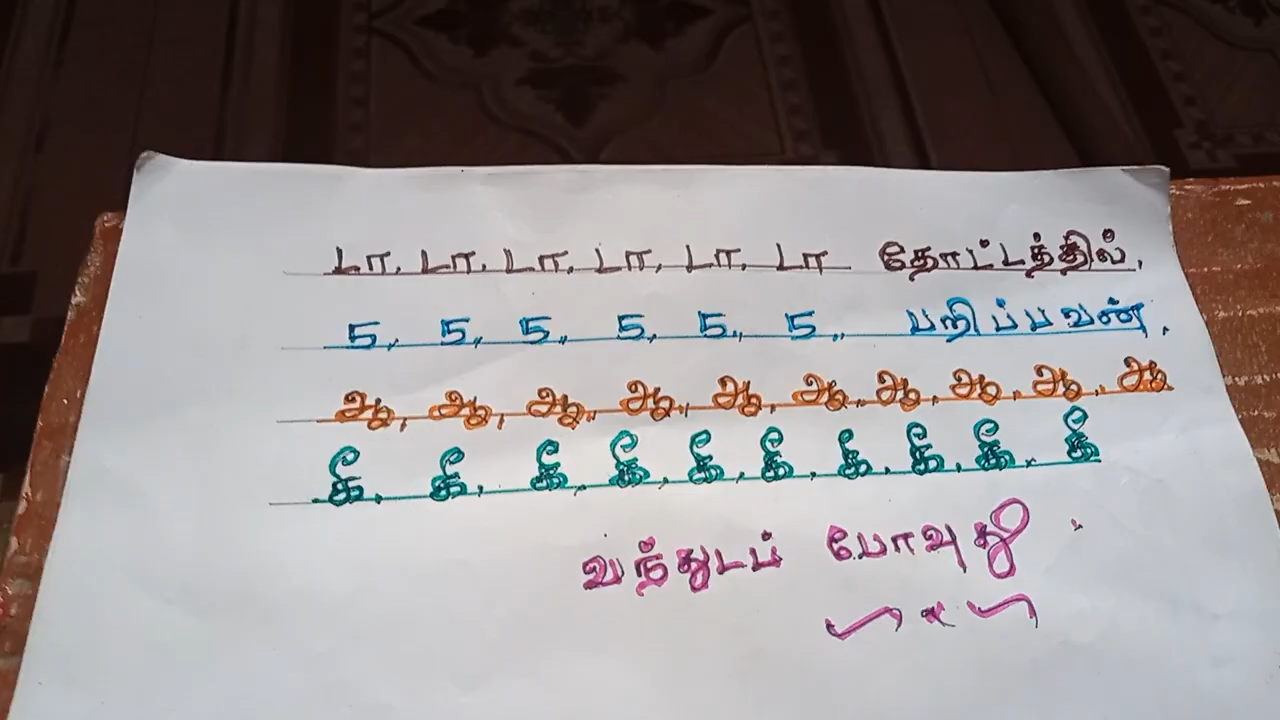 டா, டா, டா, டா, டா, டா தோட்டத்தில்,
5, 5, 5, 5, 5, 5, பறிப்பவன்,
ஆ, ஆ, ஆ, ஆ, ஆ, ஆ, ஆ, ஆ, ஆ, ஆ
கீ, கீ, கீ, கீ, கீ, கீ, கீ, கீ, கீ, கீ
வந்துடப் போவுது .